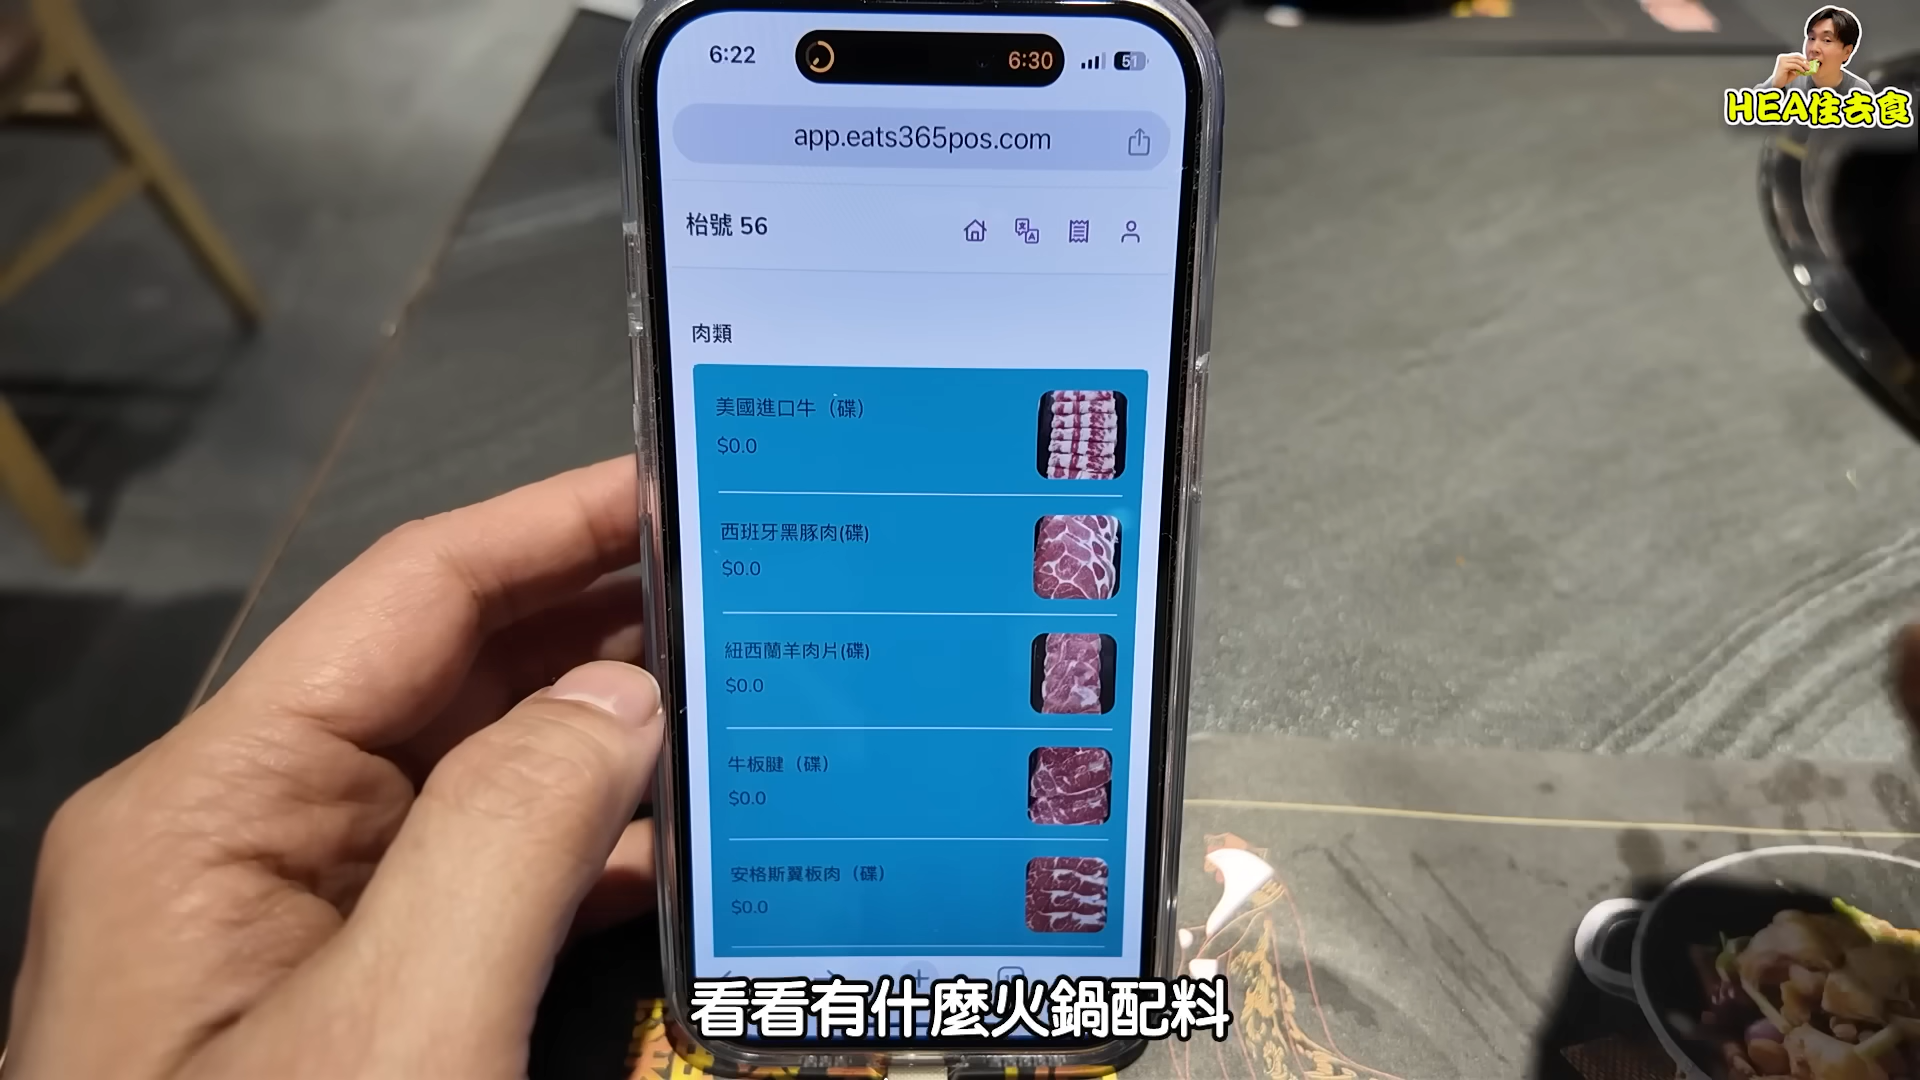 6:22
6:30
51
HEA住去食
app.eats365pos.com
枱號 56
肉類
美國進口牛（碟）
$0.0
西班牙黑豚肉(碟)
$0.0
紐西蘭羊肉片(碟)
$0.0
牛板腱（碟）
$0.0
安格斯翼板肉（碟）
$0.0
看看有什麼火鍋配料